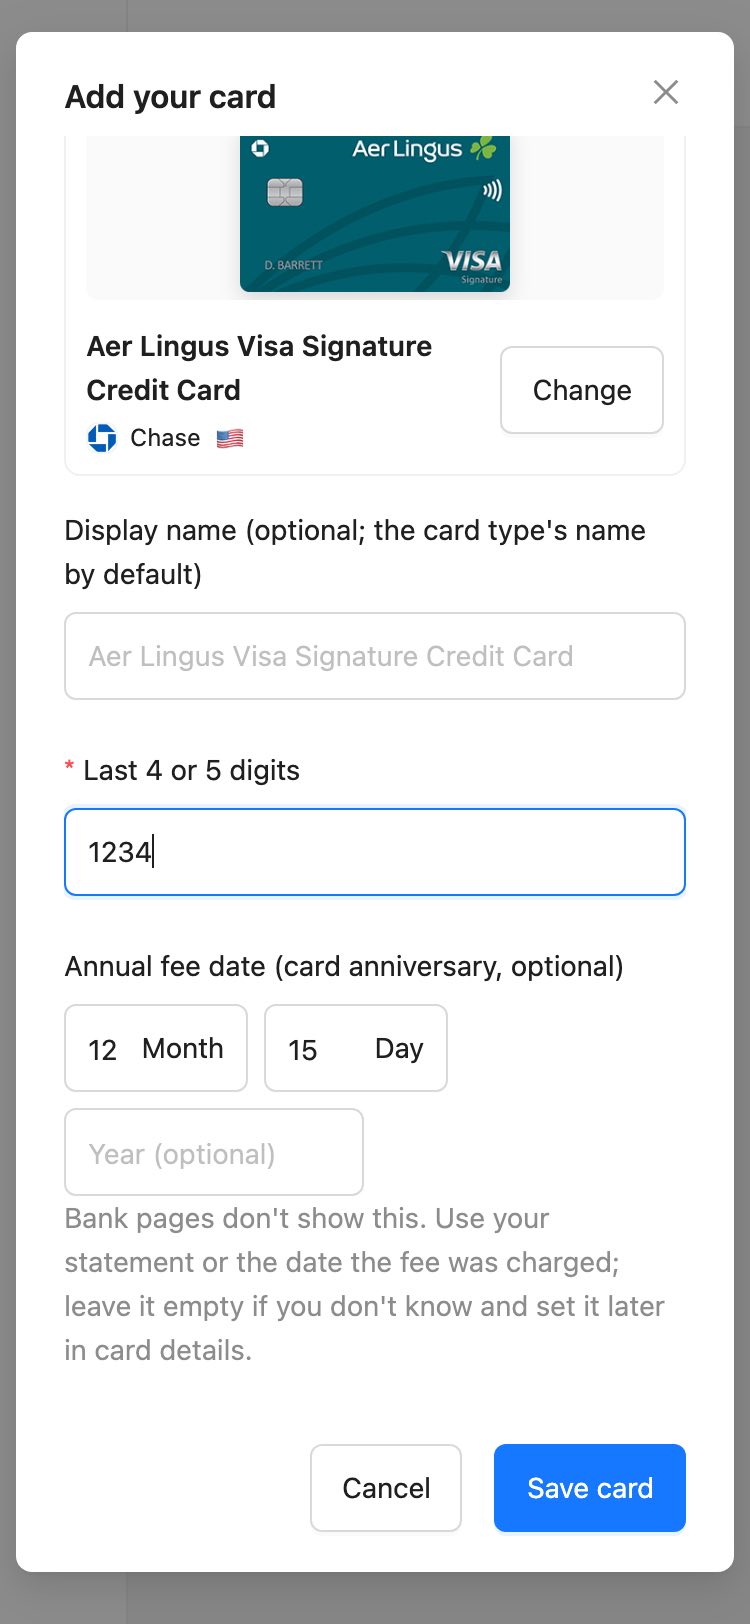 Add your card
Aer Lingus
D. BARRETT
VISA
Signature
Aer Lingus Visa Signature
Credit Card
Change
Chase
Display name (optional; the card type's name
by default)
Aer Lingus Visa Signature Credit Card
* Last 4 or 5 digits
1234
Annual fee date (card anniversary, optional)
12 Month 15 Day
Year (optional)
Bank pages don't show this. Use your
statement or the date the fee was charged;
leave it empty if you don't know and set it later
in card details.
Cancel Save card